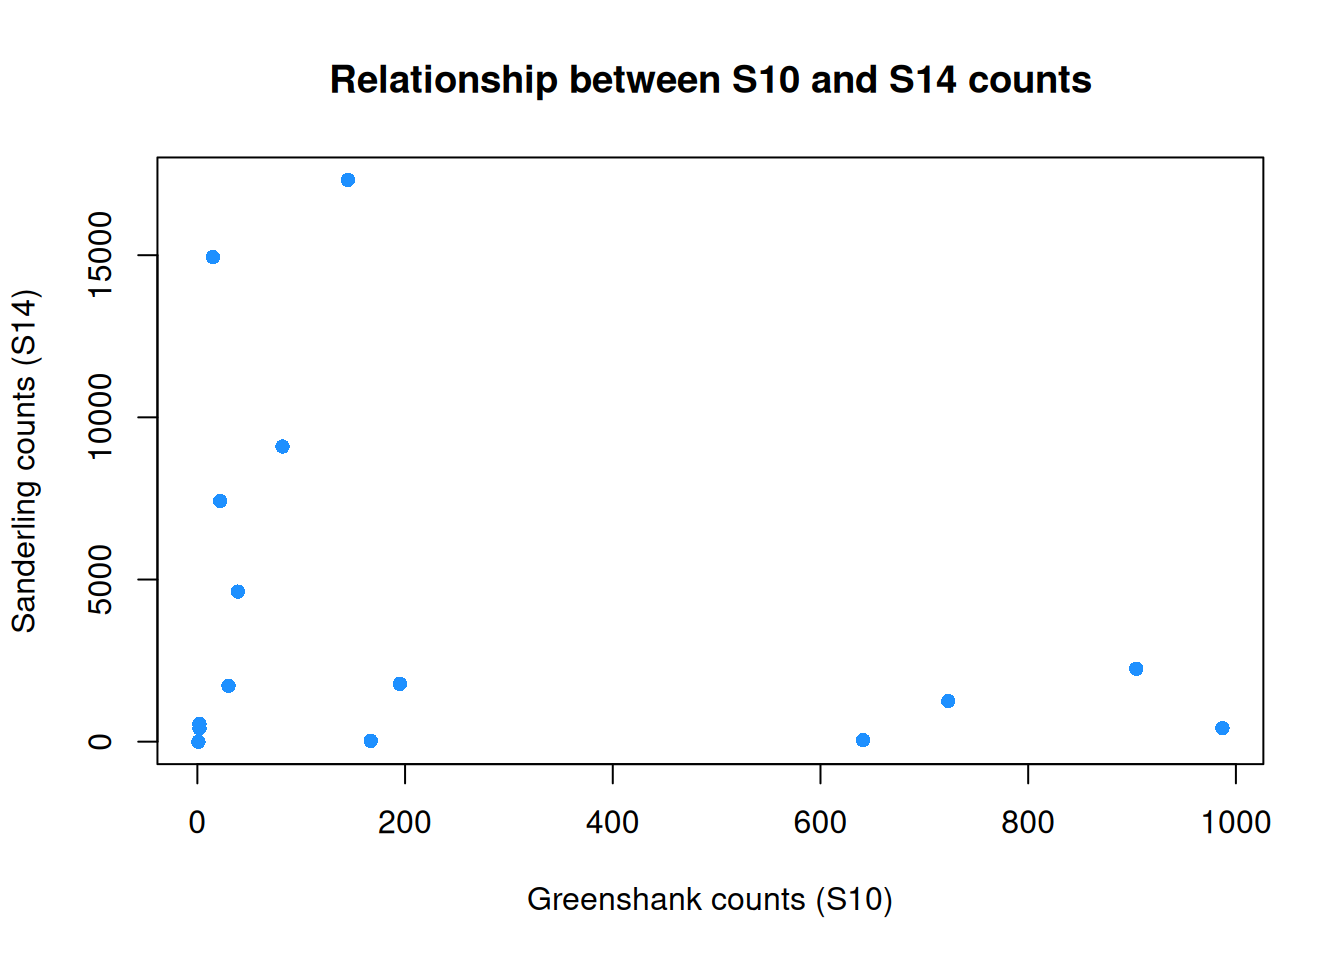 Relationship between S10 and S14 counts
Sanderling counts (S14)
15000
10000
5000
0
0 200 400 600 800 1000
Greenshank counts (S10)